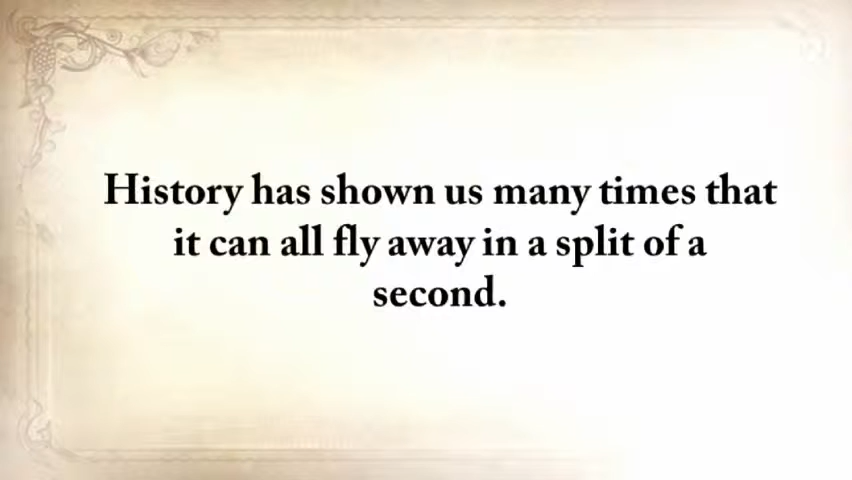 History has shown us many times that
it can all fly away in a split of a
second.